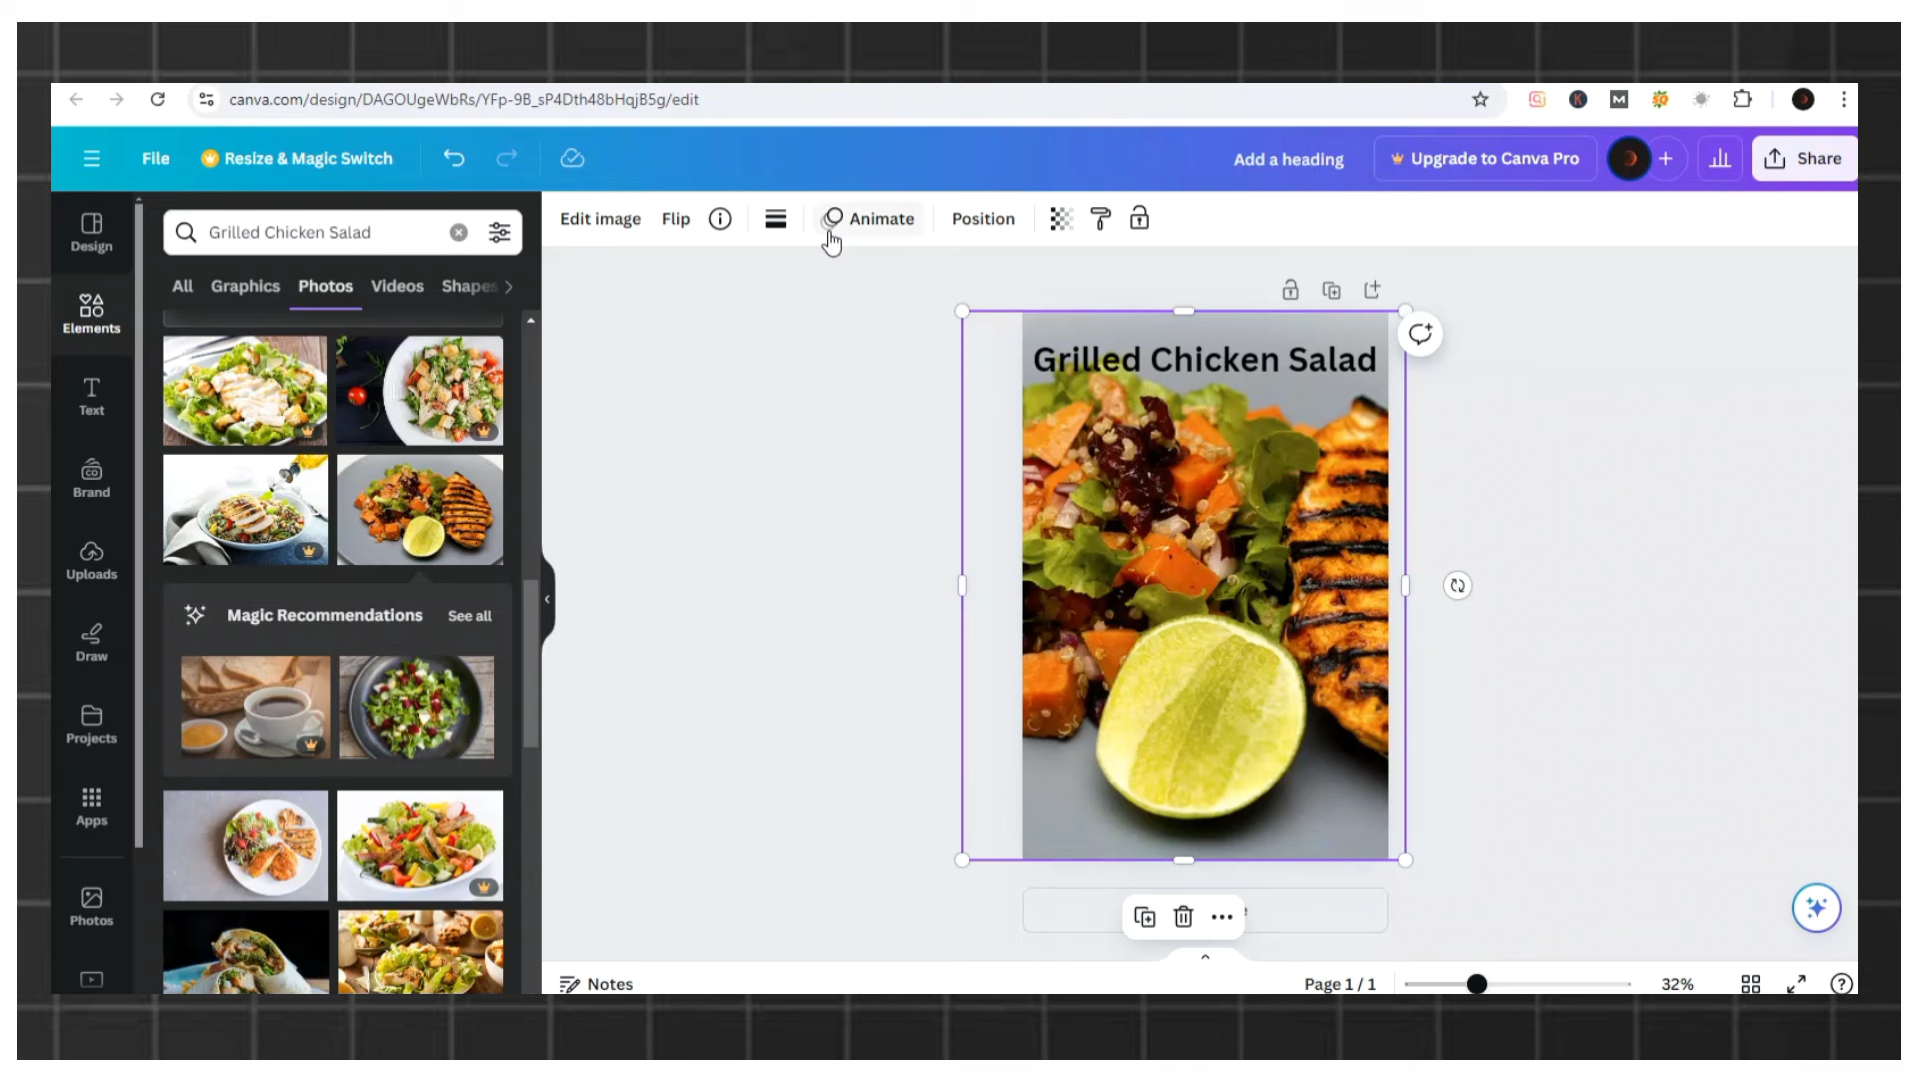 canva.com/design/DAGOUgeWbRs/YFp-9B_sP4Dth48bHqjB5g/edit
File
Resize & Magic Switch
Add a heading
Upgrade to Canva Pro
Share
Design
Elements
Text
Brand
Uploads
Draw
Projects
Apps
Photos
Grilled Chicken Salad
All
Graphics
Photos
Videos
Shapes
Magic Recommendations
See all
Edit image
Flip
Animate
Position
Grilled Chicken Salad
Notes
Page 1 / 1
32%